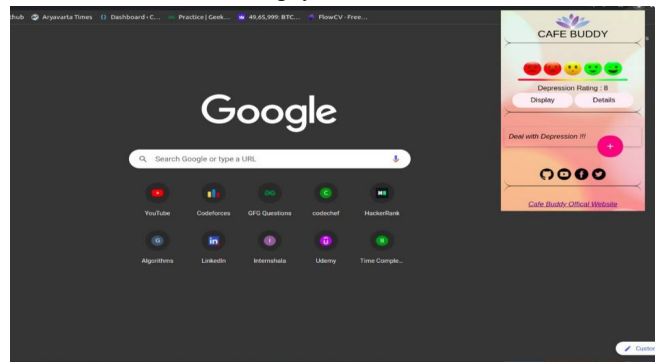 thub Aryavarta Times Dashboard - C... Practice | Geek... 49,65,999: BTC... FlowCV - Free...
CAFE BUDDY
Depression Rating : 8
Display Details
Deal with Depression !!!
+
Cafe Buddy Offical Website
Google
Search Google or type a URL
YouTube Codeforces GFG Questions codechef HackerRank
Algorithms LinkedIn Internshala Udemy Time Comple...
Custom